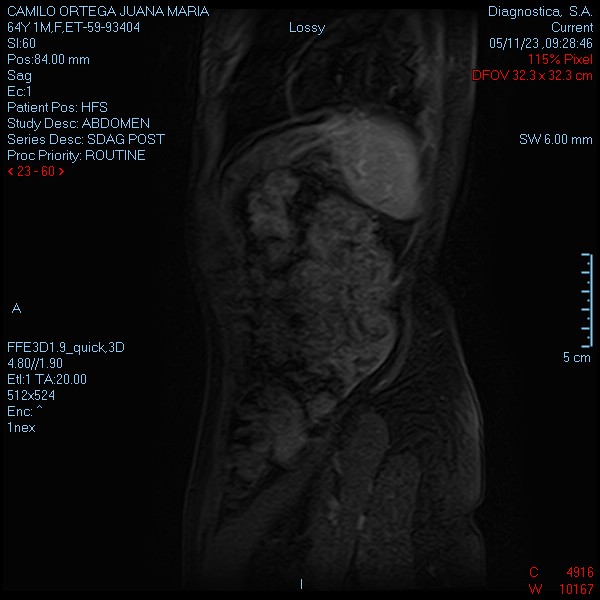 CAMILO ORTEGA JUANA MARIA
64Y 1M,F,ET-59-93404
Sl:60
Pos:84.00 mm
Sag
Ec:1
Patient Pos: HFS
Study Desc: ABDOMEN
Series Desc: SDAG POST
Proc Priority: ROUTINE
< 23 - 60 >
Lossy
Diagnostica, S.A.
Current
05/11/23 ,09:28:46
115% Pixel
DFOV 32.3 x 32.3 cm
SW 6.00 mm
A
5 cm
FFE3D1.9_quick,3D
4.80//1.90
Etl:1 TA:20.00
512x524
Enc: ^
1nex
I
C 4916
W 10167